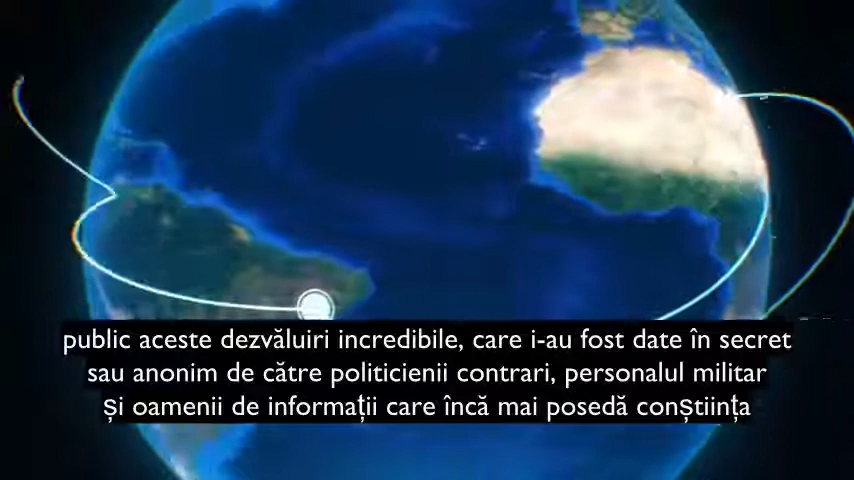 public aceste dezvăluiri incredibile, care i-au fost date în secret
sau anonim de către politicienii contrari, personalul militar
și oamenii de informații care încă mai posedă conștiința